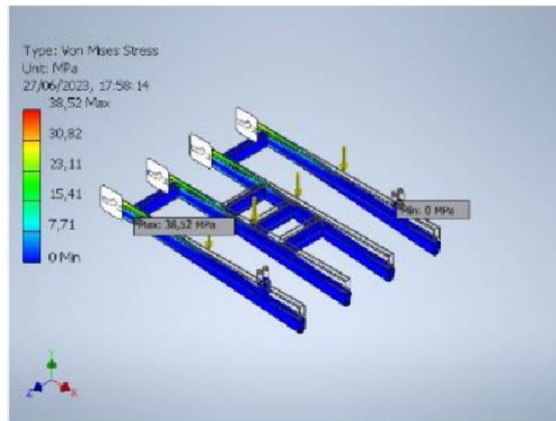 Type: Von Mises Stress
Unit: MPa
27/06/2023, 17:58:14
38,52 Max
30,82
23,11
15,41
7,71
0 Min
Min: 0 MPa
Max: 38,52 MPa
Y
Z
X